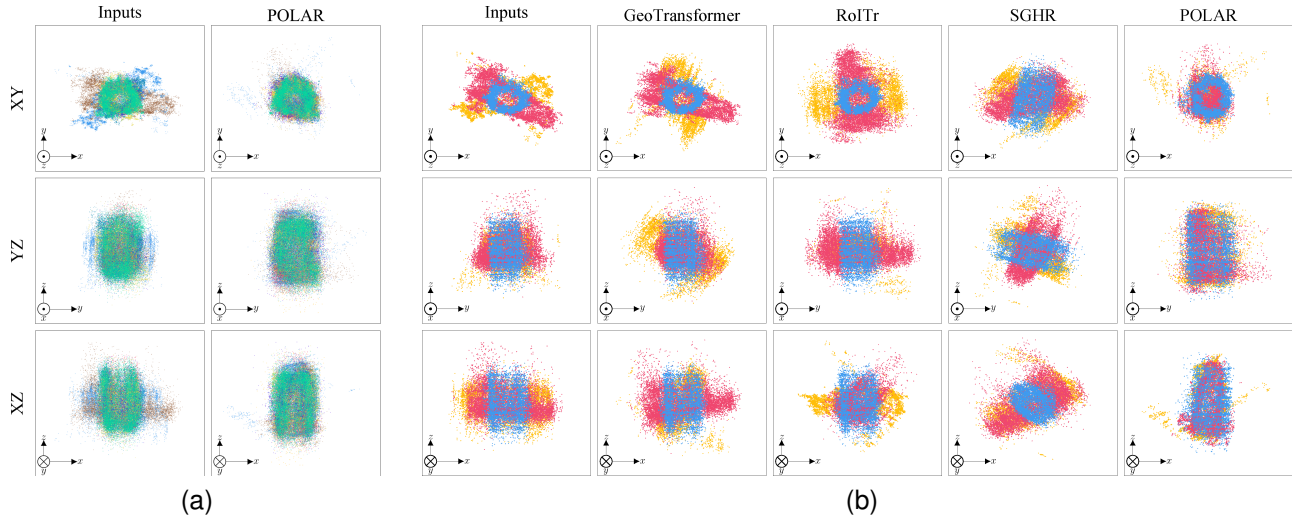 Inputs POLAR Inputs GeoTransformer RoITr SGHR POLAR
XY
y z x y z x y z x y z x y z x y z x y z x
YZ
z x y z x y z x y z x y z x y z x y z x y
XZ
z y x z y x z y x z y x z y x z y x z y x
(a) (b)